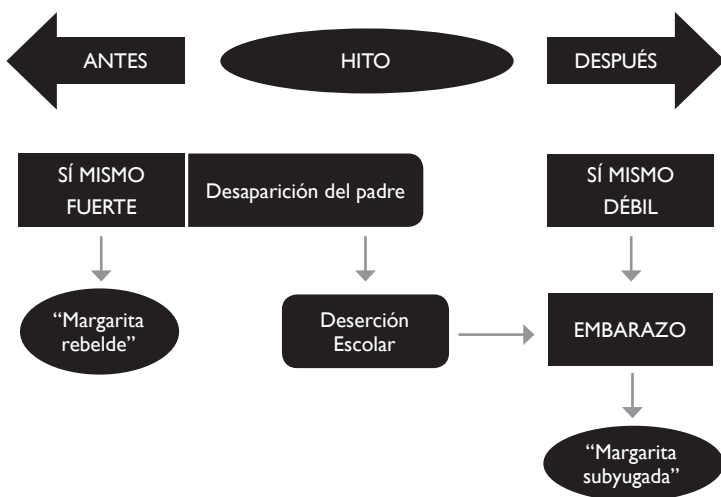 ANTES
HITO
DESPUÉS
SÍ MISMO
FUERTE
Desaparición del padre
SÍ MISMO
DÉBIL
“Margarita
rebelde”
Deserción
Escolar
EMBARAZO
“Margarita
subyugada”